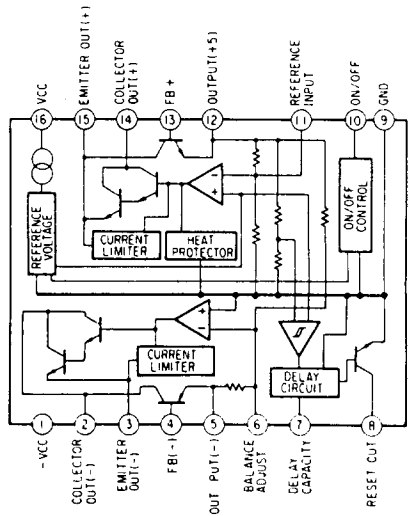 VCC
EMITTER OUT(+)
COLLECTOR
OUT(+)
FB+
OUTPUT(+5)
REFERENCE
INPUT
ON/OFF
GND
16
15
14
13
12
11
10
9
REFERENCE
VOLTAGE
CURRENT
LIMITER
HEAT
PROTECTOR
ON/OFF
CONTROL
+
-
+
-
CURRENT
LIMITER
DELAY
CIRCUIT
1
2
3
4
5
6
7
8
-VCC
COLLECTOR
OUT(-)
EMITTER
OUT(-)
FB(-)
OUT PUT(-)
BALANCE
ADJUST
DELAY
CAPACITY
RESET OUT